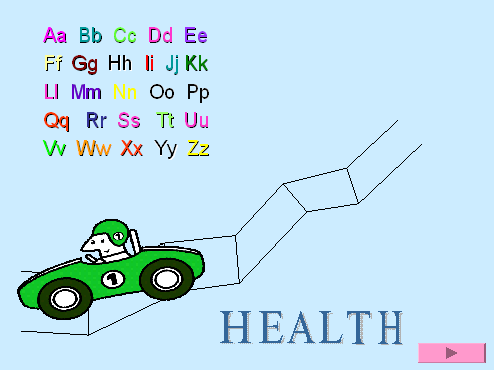 Aa Bb Cc Dd Ee
Ff Gg Hh Ii Jj Kk
Ll Mm Nn Oo Pp
Qq Rr Ss Tt Uu
Vv Ww Xx Yy Zz
1
1
HEALTH